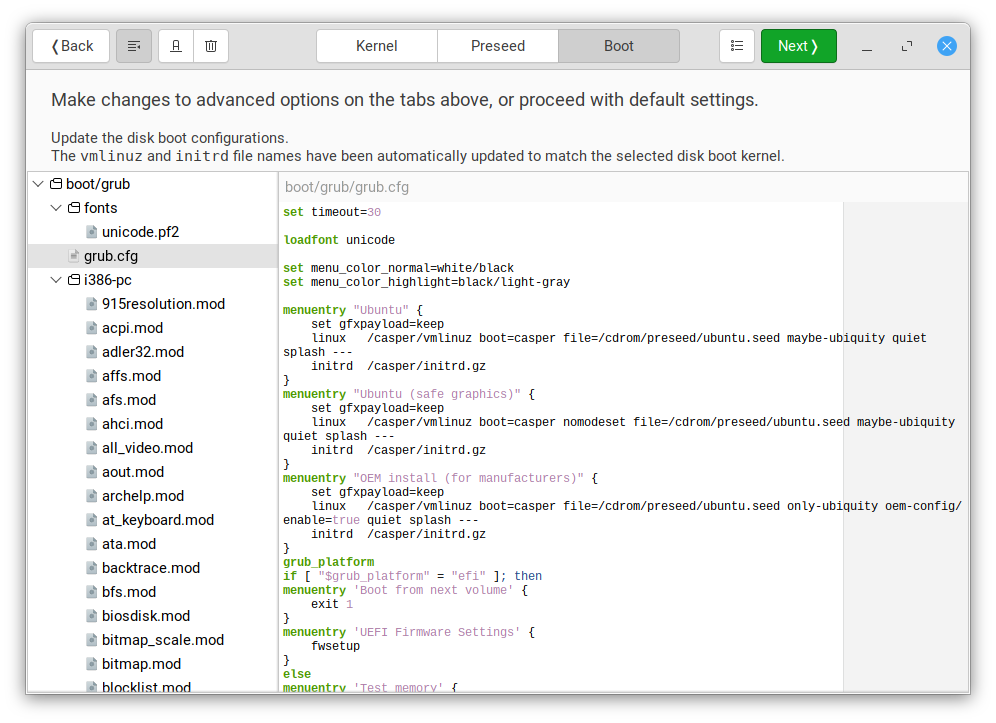 ❬Back
Kernel
Preseed
Boot
Next❭
Make changes to advanced options on the tabs above, or proceed with default settings.
Update the disk boot configurations.
The vmlinuz and initrd file names have been automatically updated to match the selected disk boot kernel.
boot/grub
fonts
unicode.pf2
grub.cfg
i386-pc
915resolution.mod
acpi.mod
adler32.mod
affs.mod
afs.mod
ahci.mod
all_video.mod
aout.mod
archelp.mod
at_keyboard.mod
ata.mod
backtrace.mod
bfs.mod
biosdisk.mod
bitmap_scale.mod
bitmap.mod
blocklist.mod
boot/grub/grub.cfg
set timeout=30
loadfont unicode
set menu_color_normal=white/black
set menu_color_highlight=black/light-gray
menuentry "Ubuntu" {
    set gfxpayload=keep
    linux   /casper/vmlinuz boot=casper file=/cdrom/preseed/ubuntu.seed maybe-ubiquity quiet
splash ---
    initrd  /casper/initrd.gz
}
menuentry "Ubuntu (safe graphics)" {
    set gfxpayload=keep
    linux   /casper/vmlinuz boot=casper nomodeset file=/cdrom/preseed/ubuntu.seed maybe-ubiquity
quiet splash ---
    initrd  /casper/initrd.gz
}
menuentry "OEM install (for manufacturers)" {
    set gfxpayload=keep
    linux   /casper/vmlinuz boot=casper file=/cdrom/preseed/ubuntu.seed only-ubiquity oem-config/
enable=true quiet splash ---
    initrd  /casper/initrd.gz
}
grub_platform
if [ "$grub_platform" = "efi" ]; then
menuentry 'Boot from next volume' {
    exit 1
}
menuentry 'UEFI Firmware Settings' {
    fwsetup
}
else
menuentry 'Test memory' {